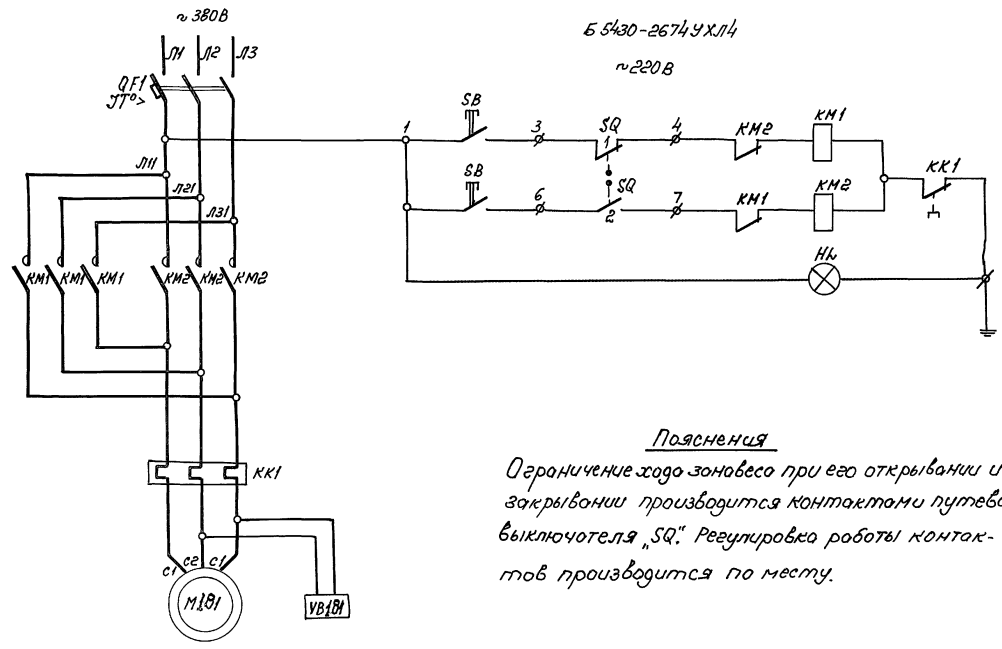 ~380В
Б5430-2674УХЛ4
~220В
Л1 Л2 Л3
QF1
JT°>
1
SB
3
SQ
1
4
КМ2
КМ1
КК1
Л11
Л21
Л31
SB
6
SQ
2
7
КМ1
КМ2
HL
КМ1 КМ1 КМ1 КМ2 КМ2 КМ2
КК1
С1 С2 С1
М1В1
УВ1В1
Пояснения
Ограничение хода занавеса при его открывании и
закрывании производится контактами путево
выключателя „SQ". Регулировка работы контак-
тов производится по месту.